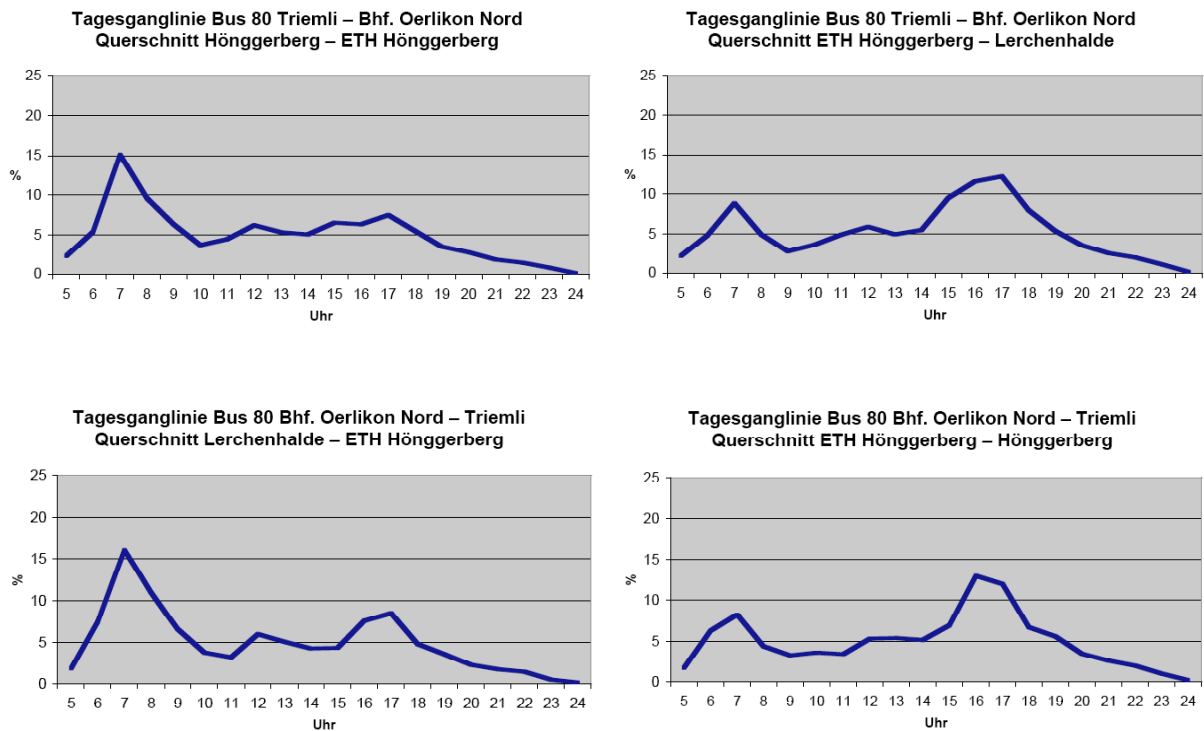 Tagesganglinie Bus 80 Triemli – Bhf. Oerlikon Nord
Querschnitt Hönggerberg – ETH Hönggerberg
25
20
15
%
10
5
0
5 6 7 8 9 10 11 12 13 14 15 16 17 18 19 20 21 22 23 24
Uhr
Tagesganglinie Bus 80 Triemli – Bhf. Oerlikon Nord
Querschnitt ETH Hönggerberg – Lerchenhalde
25
20
15
%
10
5
0
5 6 7 8 9 10 11 12 13 14 15 16 17 18 19 20 21 22 23 24
Uhr
Tagesganglinie Bus 80 Bhf. Oerlikon Nord – Triemli
Querschnitt Lerchenhalde – ETH Hönggerberg
25
20
15
%
10
5
0
5 6 7 8 9 10 11 12 13 14 15 16 17 18 19 20 21 22 23 24
Uhr
Tagesganglinie Bus 80 Bhf. Oerlikon Nord – Triemli
Querschnitt ETH Hönggerberg – Hönggerberg
25
20
15
%
10
5
0
5 6 7 8 9 10 11 12 13 14 15 16 17 18 19 20 21 22 23 24
Uhr